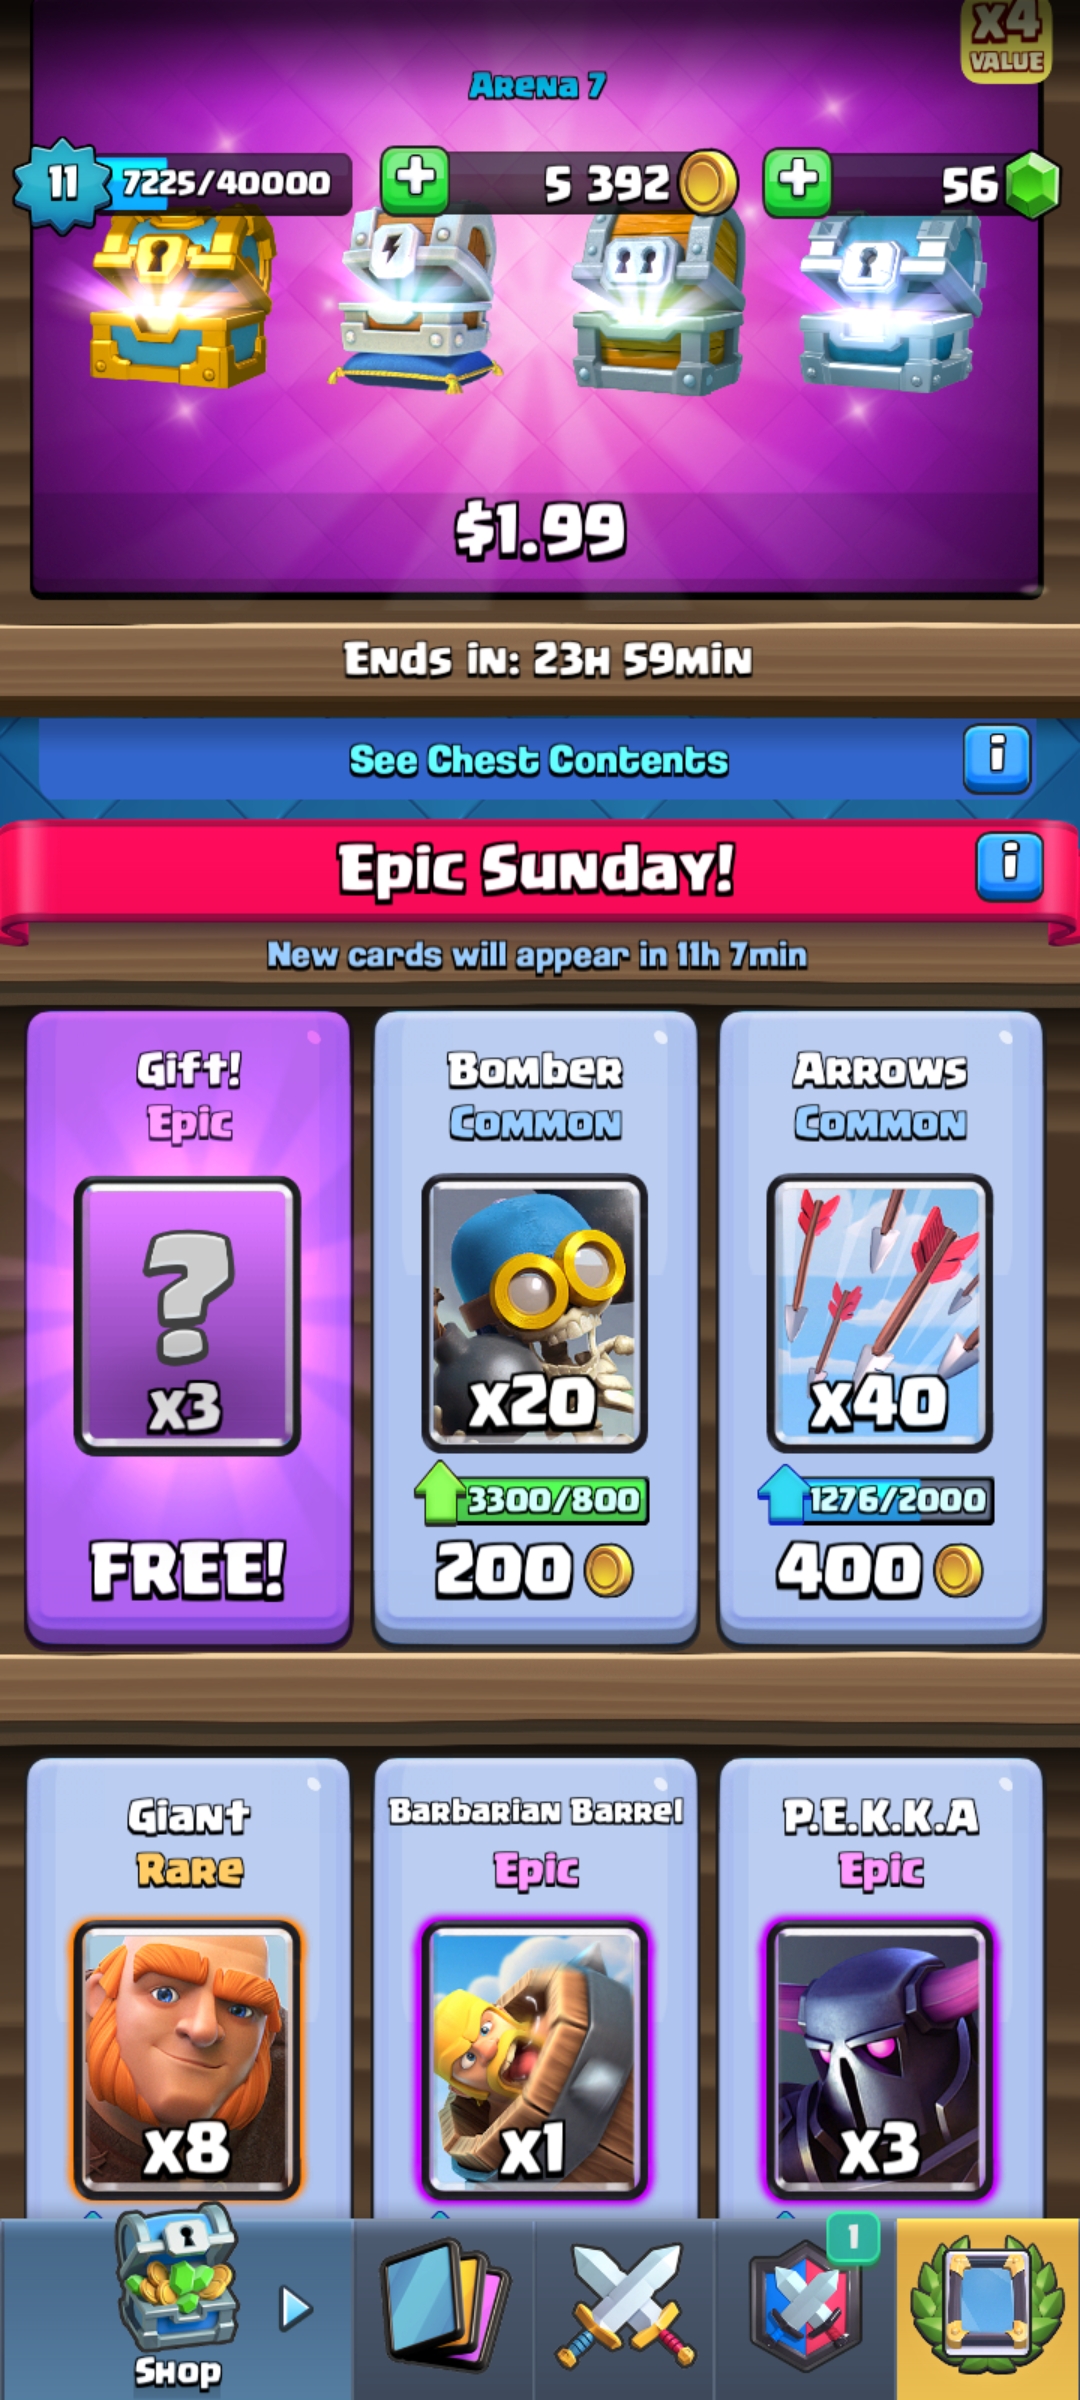 x4
VALUE
Arena 7
11
7225/40000
5 392
56
$1.99
Ends in: 23h 59min
See Chest Contents
i
Epic Sunday!
i
New cards will appear in 11h 7min
Gift!
Epic
?
x3
FREE!
Bomber
Common
x20
3300/800
200
Arrows
Common
x40
1276/2000
400
Giant
Rare
x8
Barbarian Barrel
Epic
x1
P.E.K.K.A
Epic
x3
Shop
1